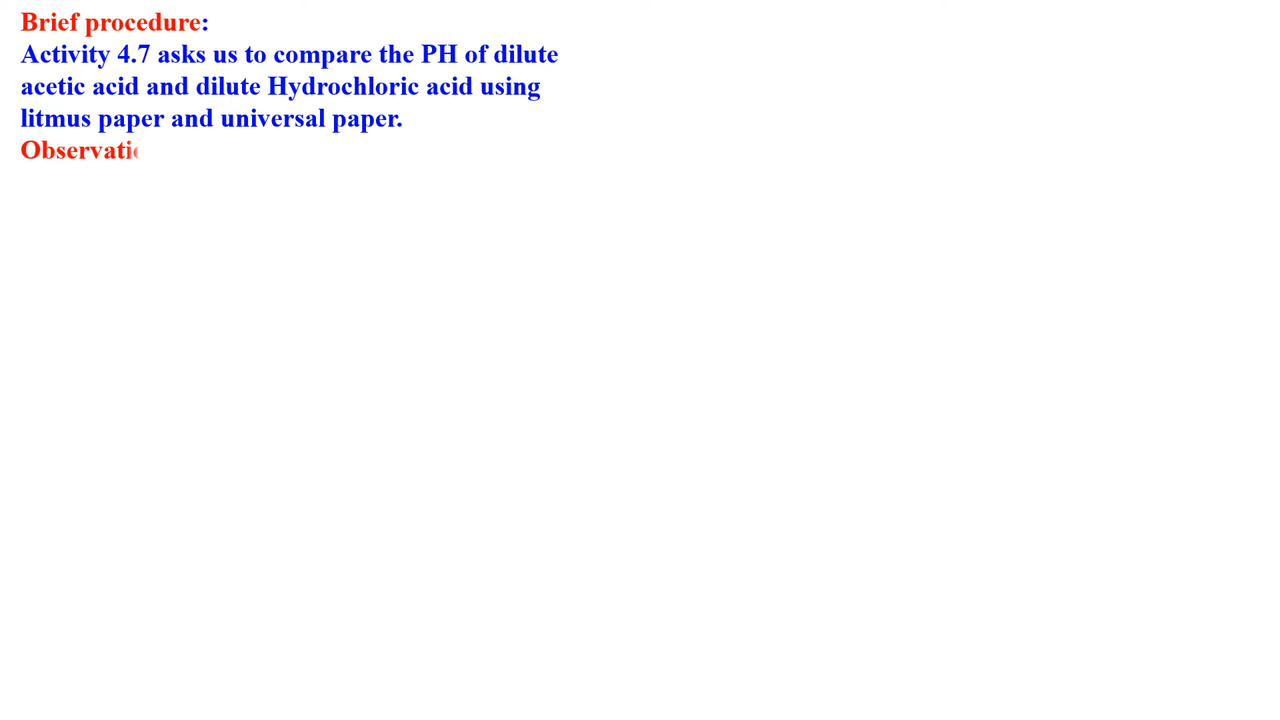 Brief procedure:
Activity 4.7 asks us to compare the PH of dilute
acetic acid and dilute Hydrochloric acid using
litmus paper and universal paper.